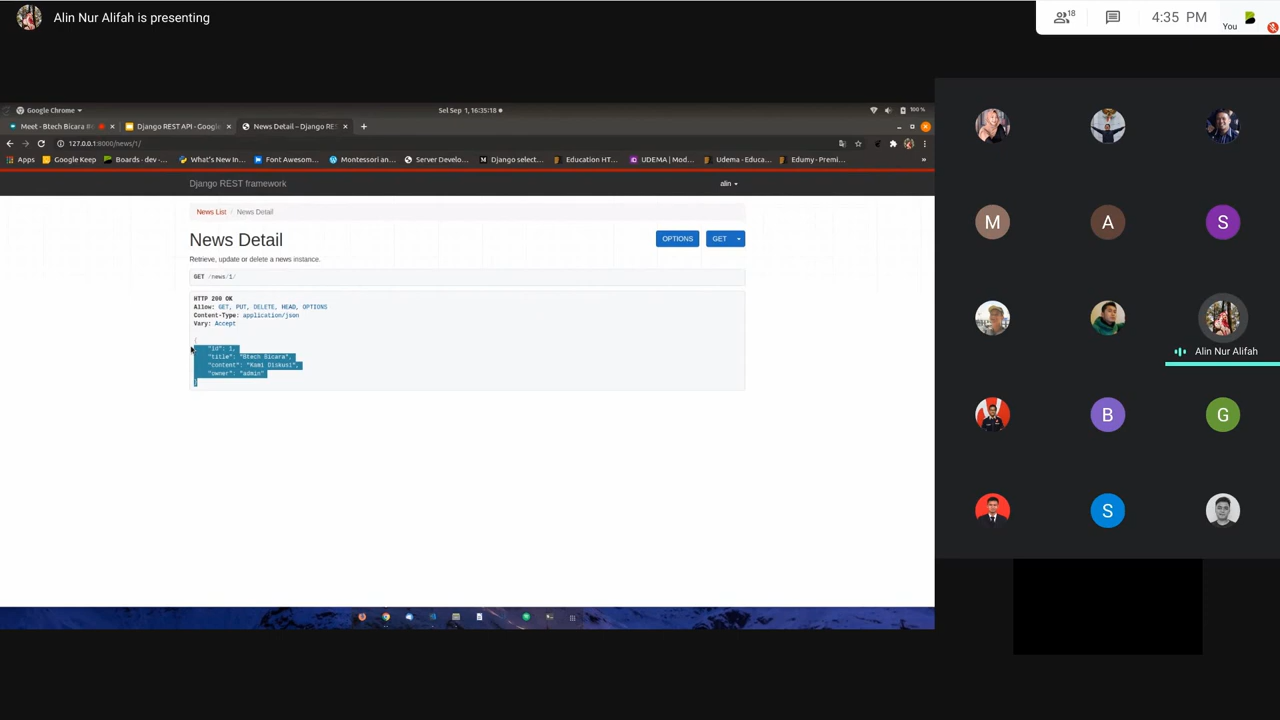 Alin Nur Alifah is presenting
18
4:35 PM
You
Google Chrome
Sel Sep 1, 16:35:18
100 %
Meet - Btech Bicara #6
Django REST API - Google
News Detail – Django RES
127.0.0.1:8000/news/1/
Apps
Google Keep
Boards - dev -...
What's New In...
Font Awesom...
Montessori an...
Server Develo...
Django select...
Education HT...
UDEMA | Mod...
Udema - Educa...
Edumy - Premi...
»
Django REST framework
alin
News List / News Detail
News Detail
OPTIONS
GET
Retrieve, update or delete a news instance.
GET /news/1/
HTTP 200 OK
Allow: GET, PUT, DELETE, HEAD, OPTIONS
Content-Type: application/json
Vary: Accept
{
"id": 1,
"title": "Btech Bicara",
"content": "Kami Diskusi",
"owner": "admin"
}
M
A
S
Alin Nur Alifah
B
G
S